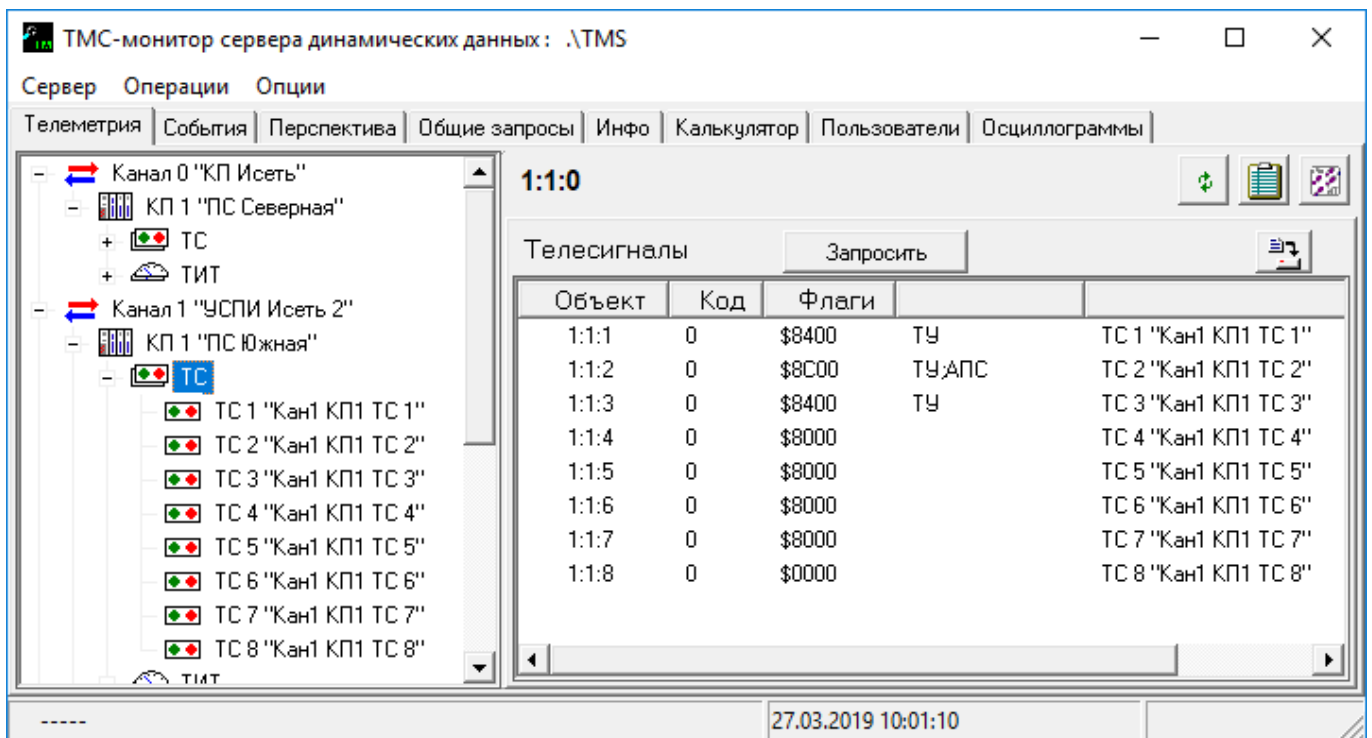 ТМС-монитор сервера динамических данных : .\TMS
Сервер Операции Опции
Телеметрия События Перспектива Общие запросы Инфо Калькулятор Пользователи Осциллограммы
Канал 0 "КП Исеть"
КП 1 "ПС Северная"
ТС
ТИТ
Канал 1 "УСПИ Исеть 2"
КП 1 "ПС Южная"
ТС
ТС 1 "Кан1 КП1 ТС 1"
ТС 2 "Кан1 КП1 ТС 2"
ТС 3 "Кан1 КП1 ТС 3"
ТС 4 "Кан1 КП1 ТС 4"
ТС 5 "Кан1 КП1 ТС 5"
ТС 6 "Кан1 КП1 ТС 6"
ТС 7 "Кан1 КП1 ТС 7"
ТС 8 "Кан1 КП1 ТС 8"
ТИТ
1:1:0
Телесигналы Запросить
Объект Код Флаги
1:1:1 0 $8400 ТУ ТС 1 "Кан1 КП1 ТС 1"
1:1:2 0 $8C00 ТУ;АПС ТС 2 "Кан1 КП1 ТС 2"
1:1:3 0 $8400 ТУ ТС 3 "Кан1 КП1 ТС 3"
1:1:4 0 $8000 ТС 4 "Кан1 КП1 ТС 4"
1:1:5 0 $8000 ТС 5 "Кан1 КП1 ТС 5"
1:1:6 0 $8000 ТС 6 "Кан1 КП1 ТС 6"
1:1:7 0 $8000 ТС 7 "Кан1 КП1 ТС 7"
1:1:8 0 $0000 ТС 8 "Кан1 КП1 ТС 8"
----- 27.03.2019 10:01:10